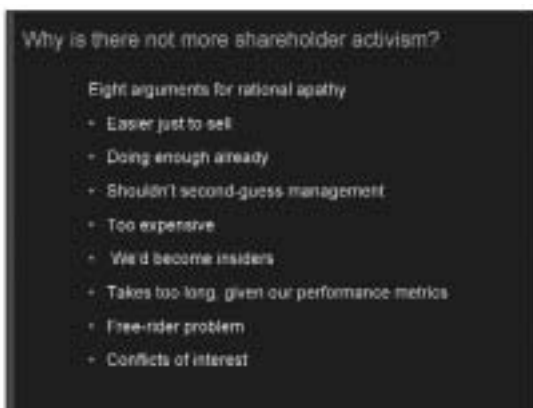 Why is there not more shareholder activism?
Eight arguments for rational apathy
• Easier just to sell
• Doing enough already
• Shouldn't second-guess management
• Too expensive
• We'd become insiders
• Takes too long, given our performance metrics
• Free-rider problem
• Conflicts of interest